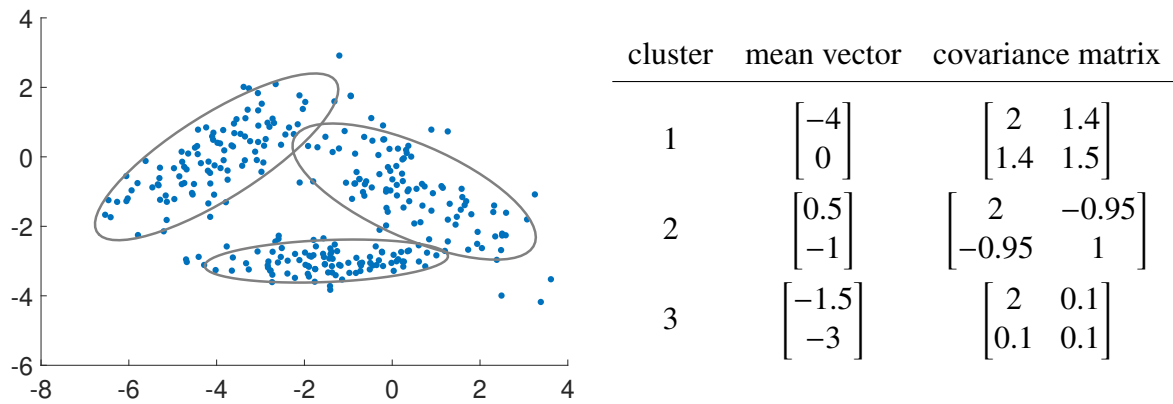 4
2
0
-2
-4
-6
-8 -6 -4 -2 0 2 4
cluster mean vector covariance matrix
1 [−4 0] [2 1.4 1.4 1.5]
2 [0.5 −1] [2 −0.95 −0.95 1]
3 [−1.5 −3] [2 0.1 0.1 0.1]